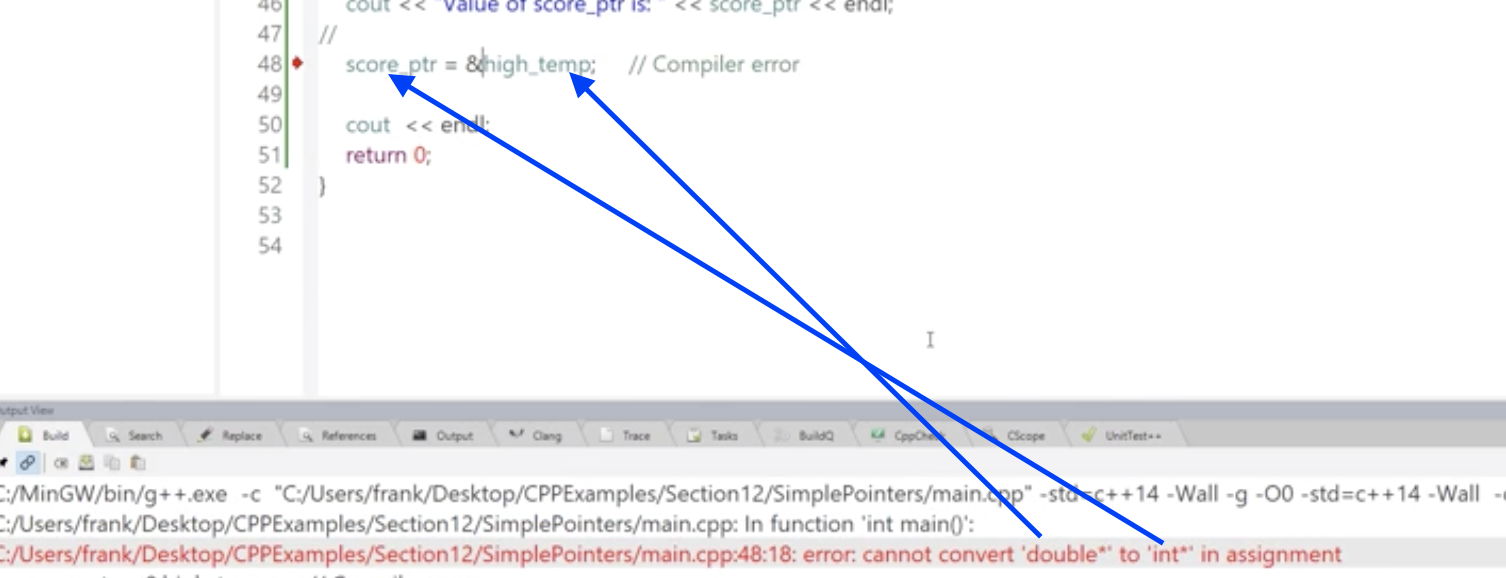 46 cout << "Value of score_ptr is: " << score_ptr << endl;
47 //
48 score_ptr = &high_temp; // Compiler error
49
50 cout << endl;
51 return 0;
52 }
53
54
utput View
Build Search Replace References Output Clang Trace Tasks BuildQ CppCheck CScope UnitTest++
C:/MinGW/bin/g++.exe -c "C:/Users/frank/Desktop/CPPExamples/Section12/SimplePointers/main.cpp" -std=c++14 -Wall -g -O0 -std=c++14 -Wall
C:/Users/frank/Desktop/CPPExamples/Section12/SimplePointers/main.cpp: In function 'int main()':
C:/Users/frank/Desktop/CPPExamples/Section12/SimplePointers/main.cpp:48:18: error: cannot convert 'double*' to 'int*' in assignment